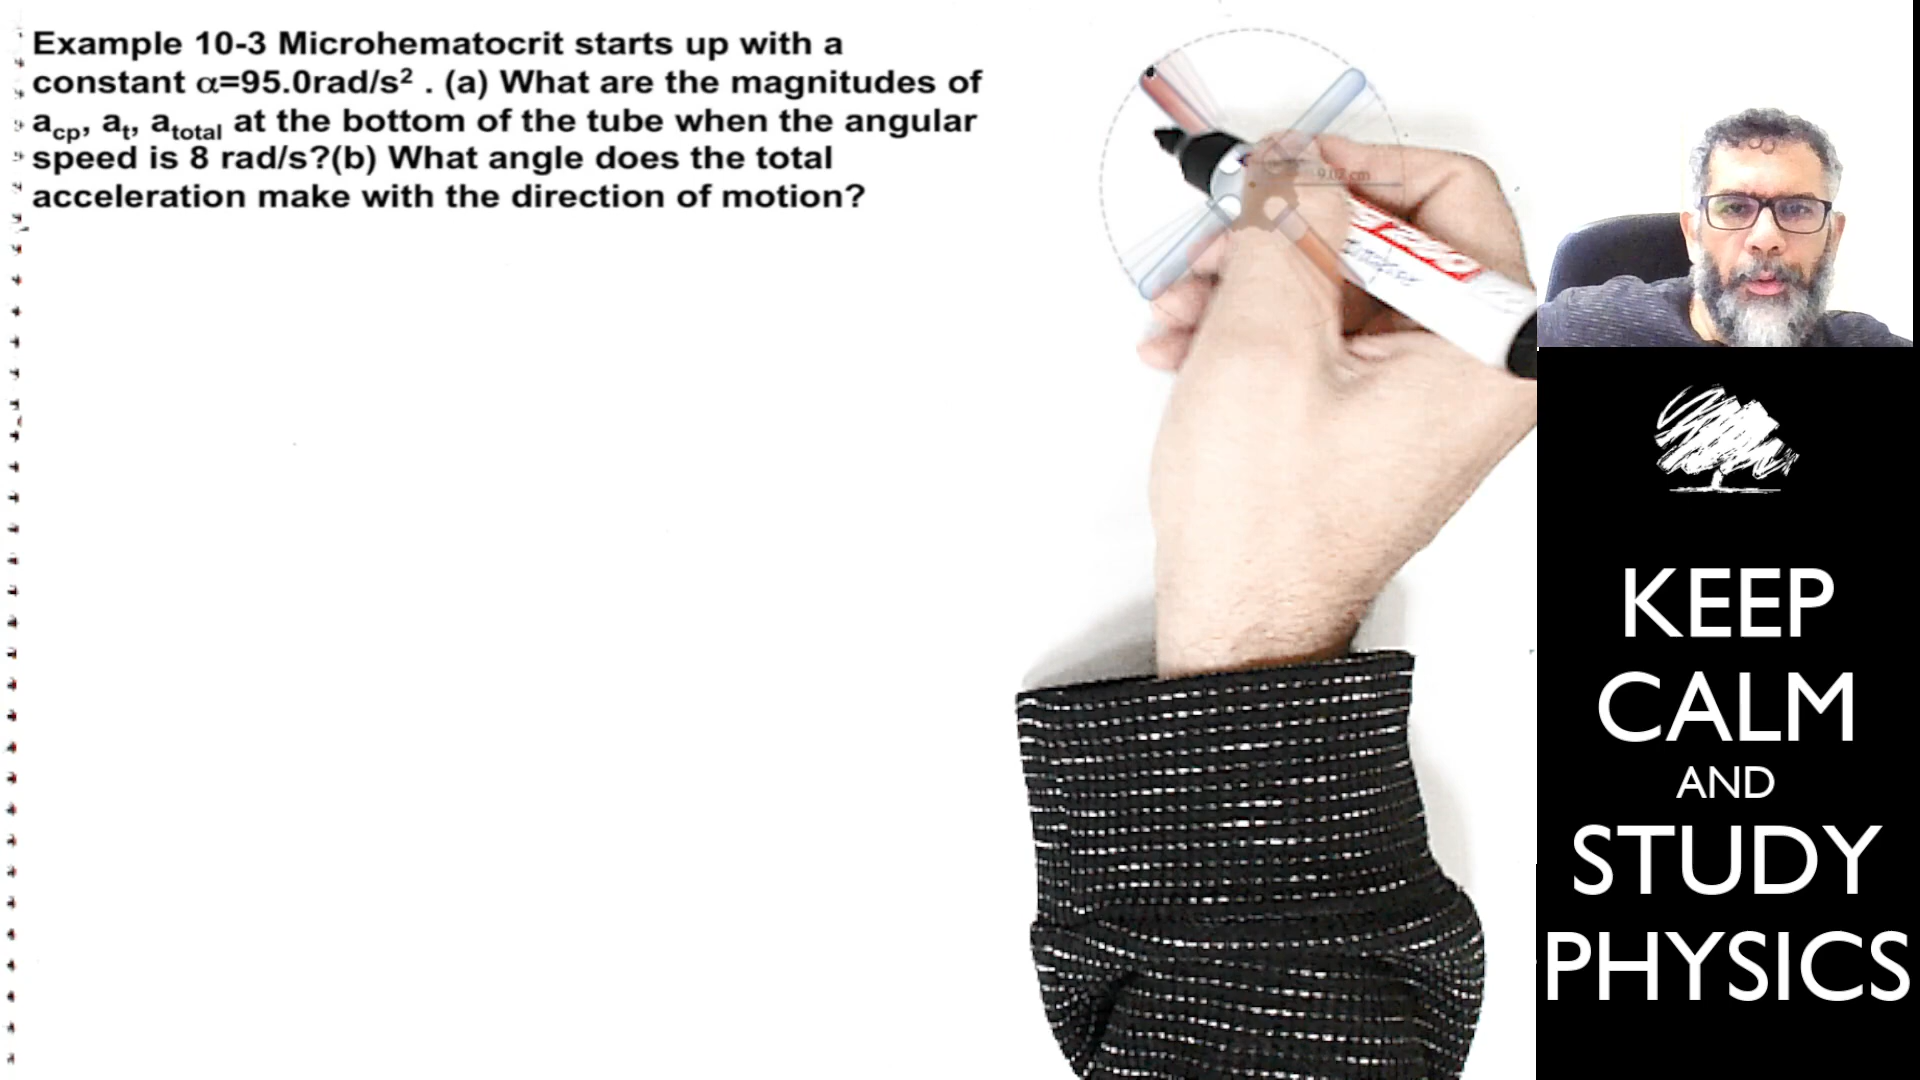 Example 10-3 Microhematocrit starts up with a
constant α=95.0rad/s² . (a) What are the magnitudes of
acp, at, atotal at the bottom of the tube when the angular
speed is 8 rad/s?(b) What angle does the total
acceleration make with the direction of motion?
9.07 cm
KEEP
CALM
AND
STUDY
PHYSICS